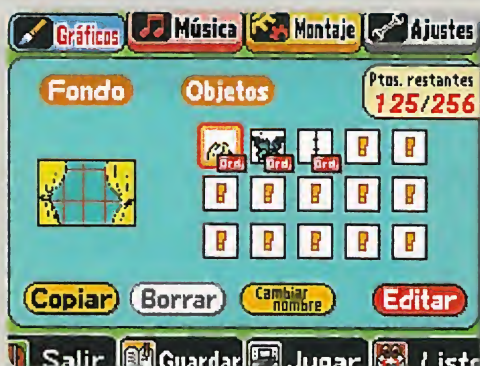 Gráficos Música Montaje Ajustes
Fondo Objetos Ptos. restantes
125/256
Ord. Ord. Ord. ! !
! ! ! ! !
! ! ! ! !
Copiar Borrar Cambiar nombre Editar
Salir Guardar Jugar Listo